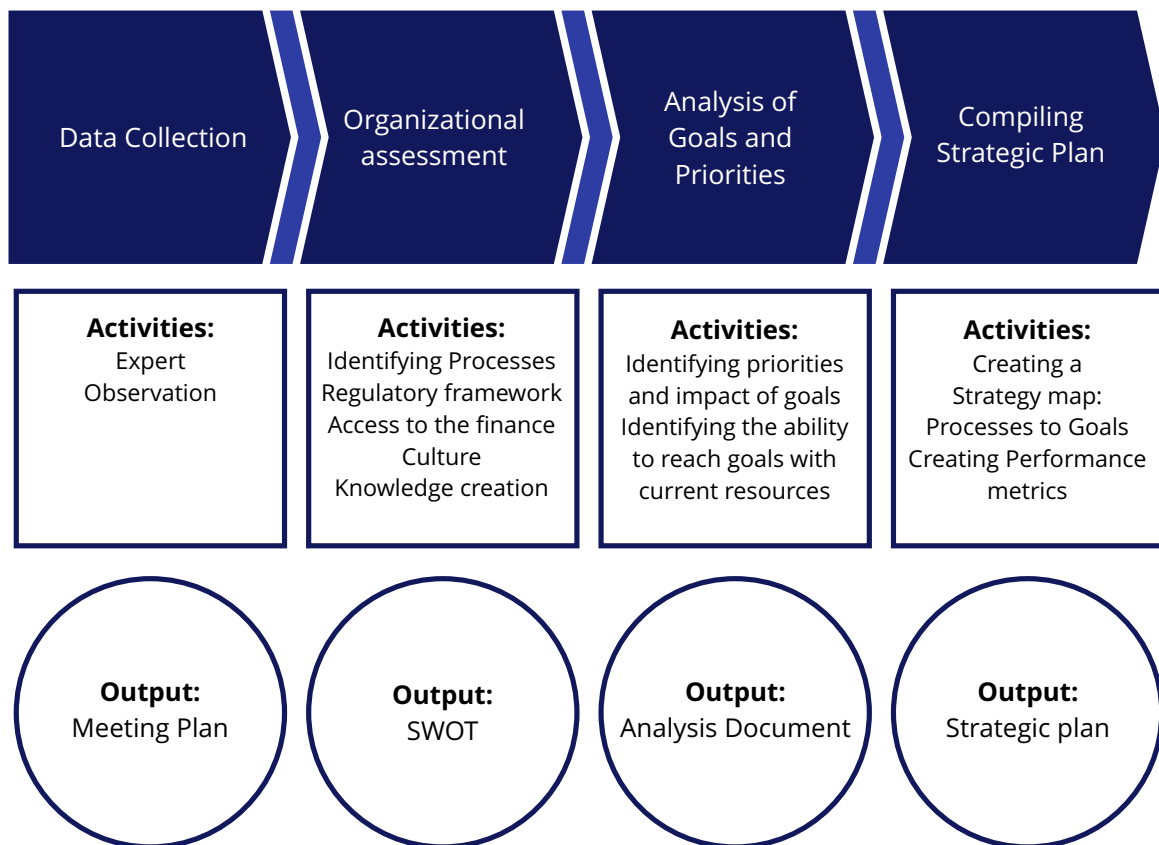 Data Collection
Organizational
assessment
Analysis of
Goals and
Priorities
Compiling
Strategic Plan
Activities:
Expert
Observation
Activities:
Identifying Processes
Regulatory framework
Access to the finance
Culture
Knowledge creation
Activities:
Identifying priorities
and impact of goals
Identifying the ability
to reach goals with
current resources
Activities:
Creating a
Strategy map:
Processes to Goals
Creating Performance
metrics
Output:
Meeting Plan
Output:
SWOT
Output:
Analysis Document
Output:
Strategic plan